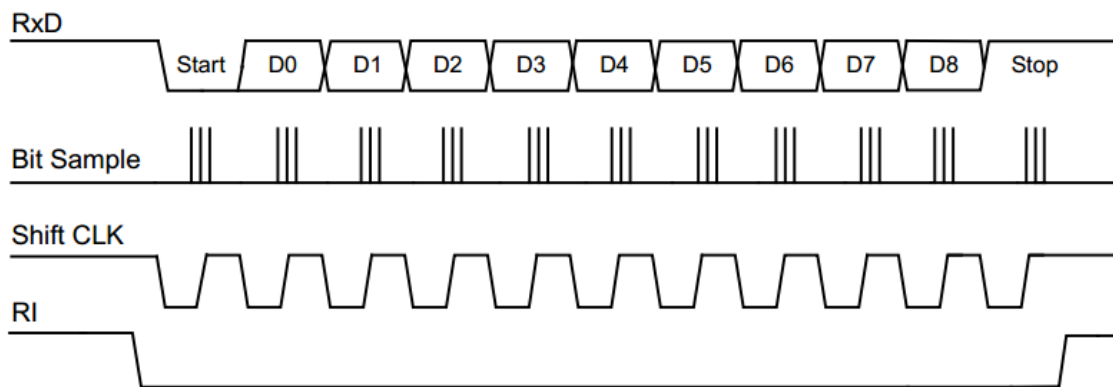 RxD
Start D0 D1 D2 D3 D4 D5 D6 D7 D8 Stop
Bit Sample
Shift CLK
RI